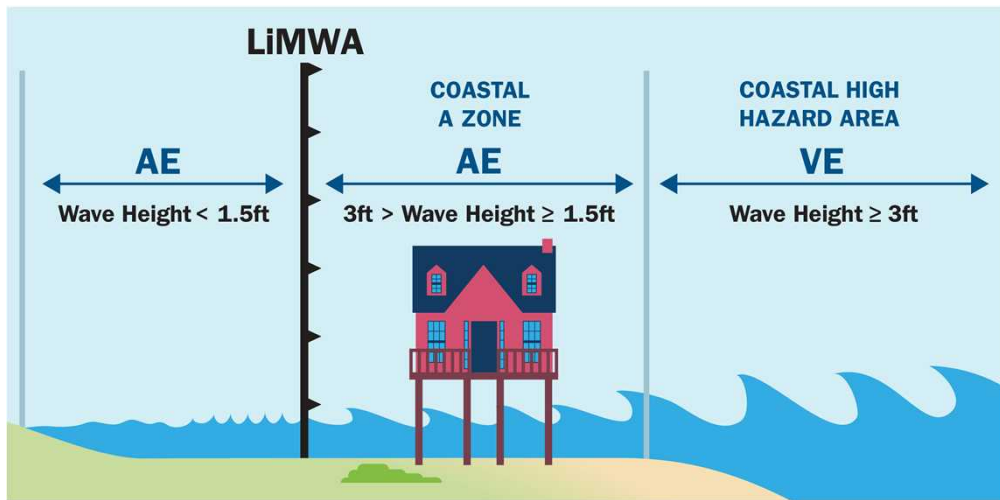 LiMWA
COASTAL
A ZONE
COASTAL HIGH
HAZARD AREA
AE
AE
VE
Wave Height < 1.5ft
3ft > Wave Height ≥ 1.5ft
Wave Height ≥ 3ft